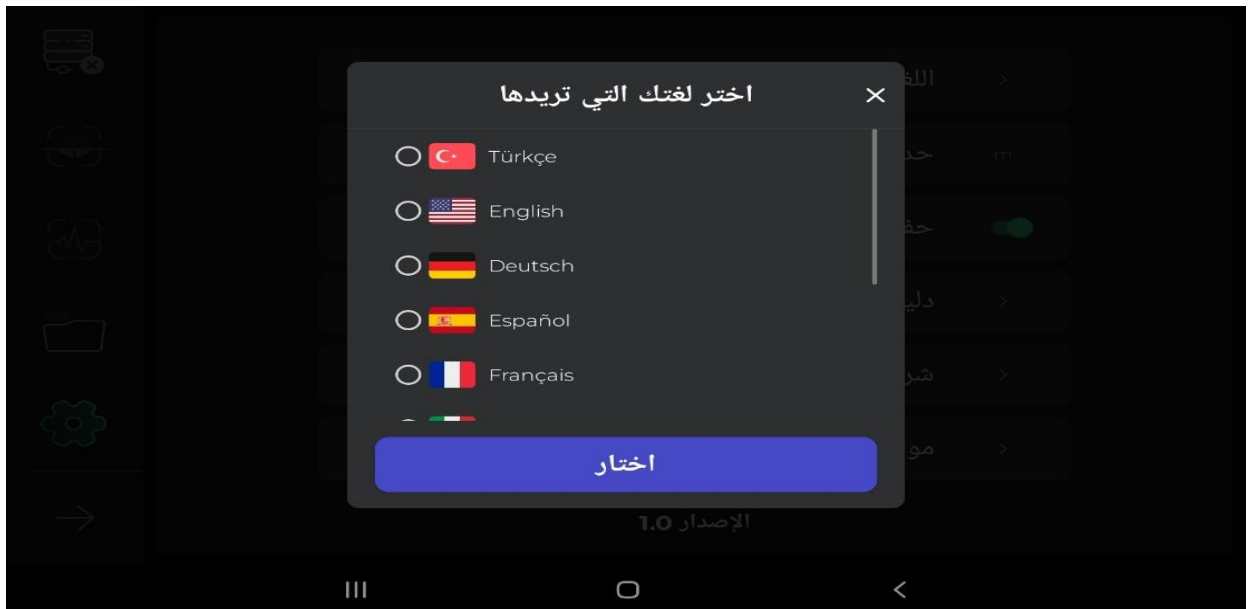 اختر لغتك التي تريدها
Türkçe
English
Deutsch
Español
Français
اختار
m
الإصدار 1.0